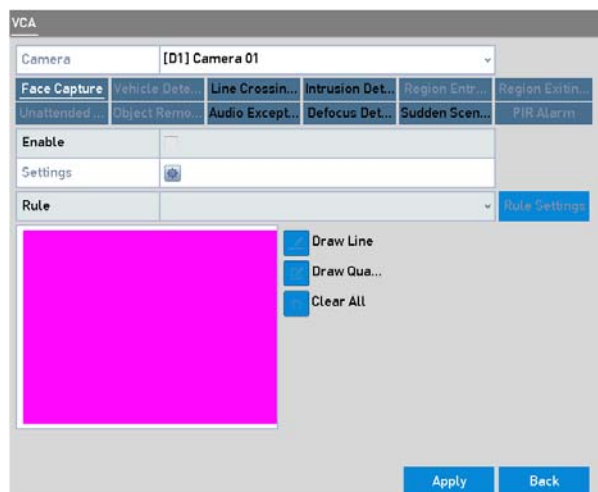 VCA
Camera [D1] Camera 01
Face Capture Vehicle Dete... Line Crossin... Intrusion Det... Region Entr... Region Exitin...
Unattended ... Object Remo... Audio Except... Defocus Det... Sudden Scen... PIR Alarm
Enable
Settings
Rule Rule Settings
Draw Line
Draw Qua...
Clear All
Apply Back